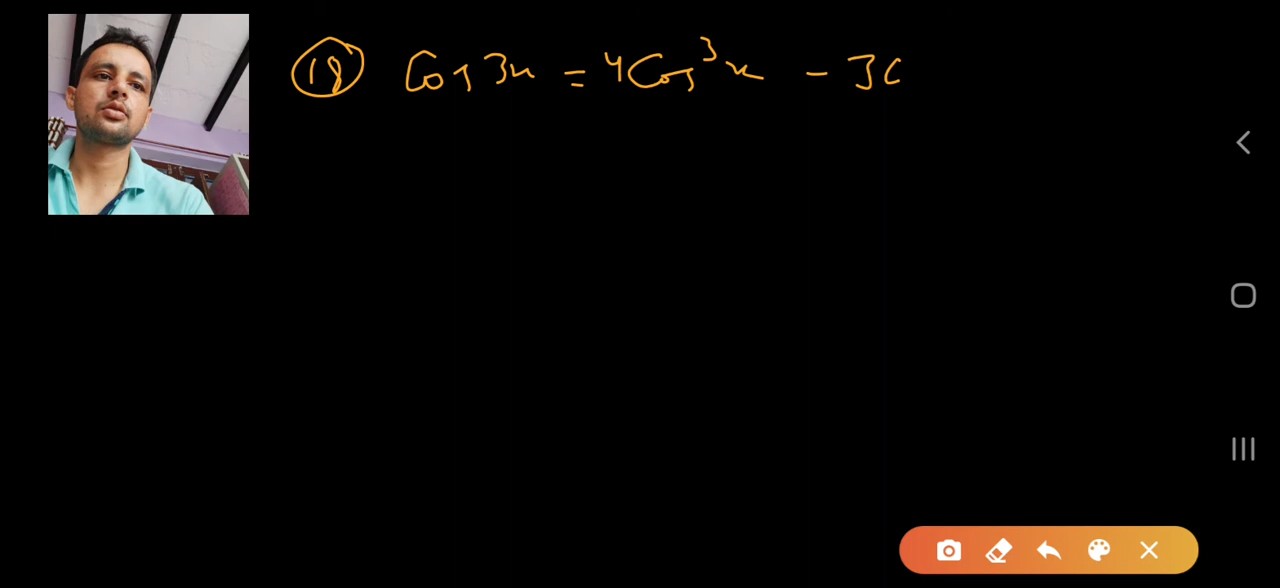 (18) Cos 3x = 4Cos³x - 3C